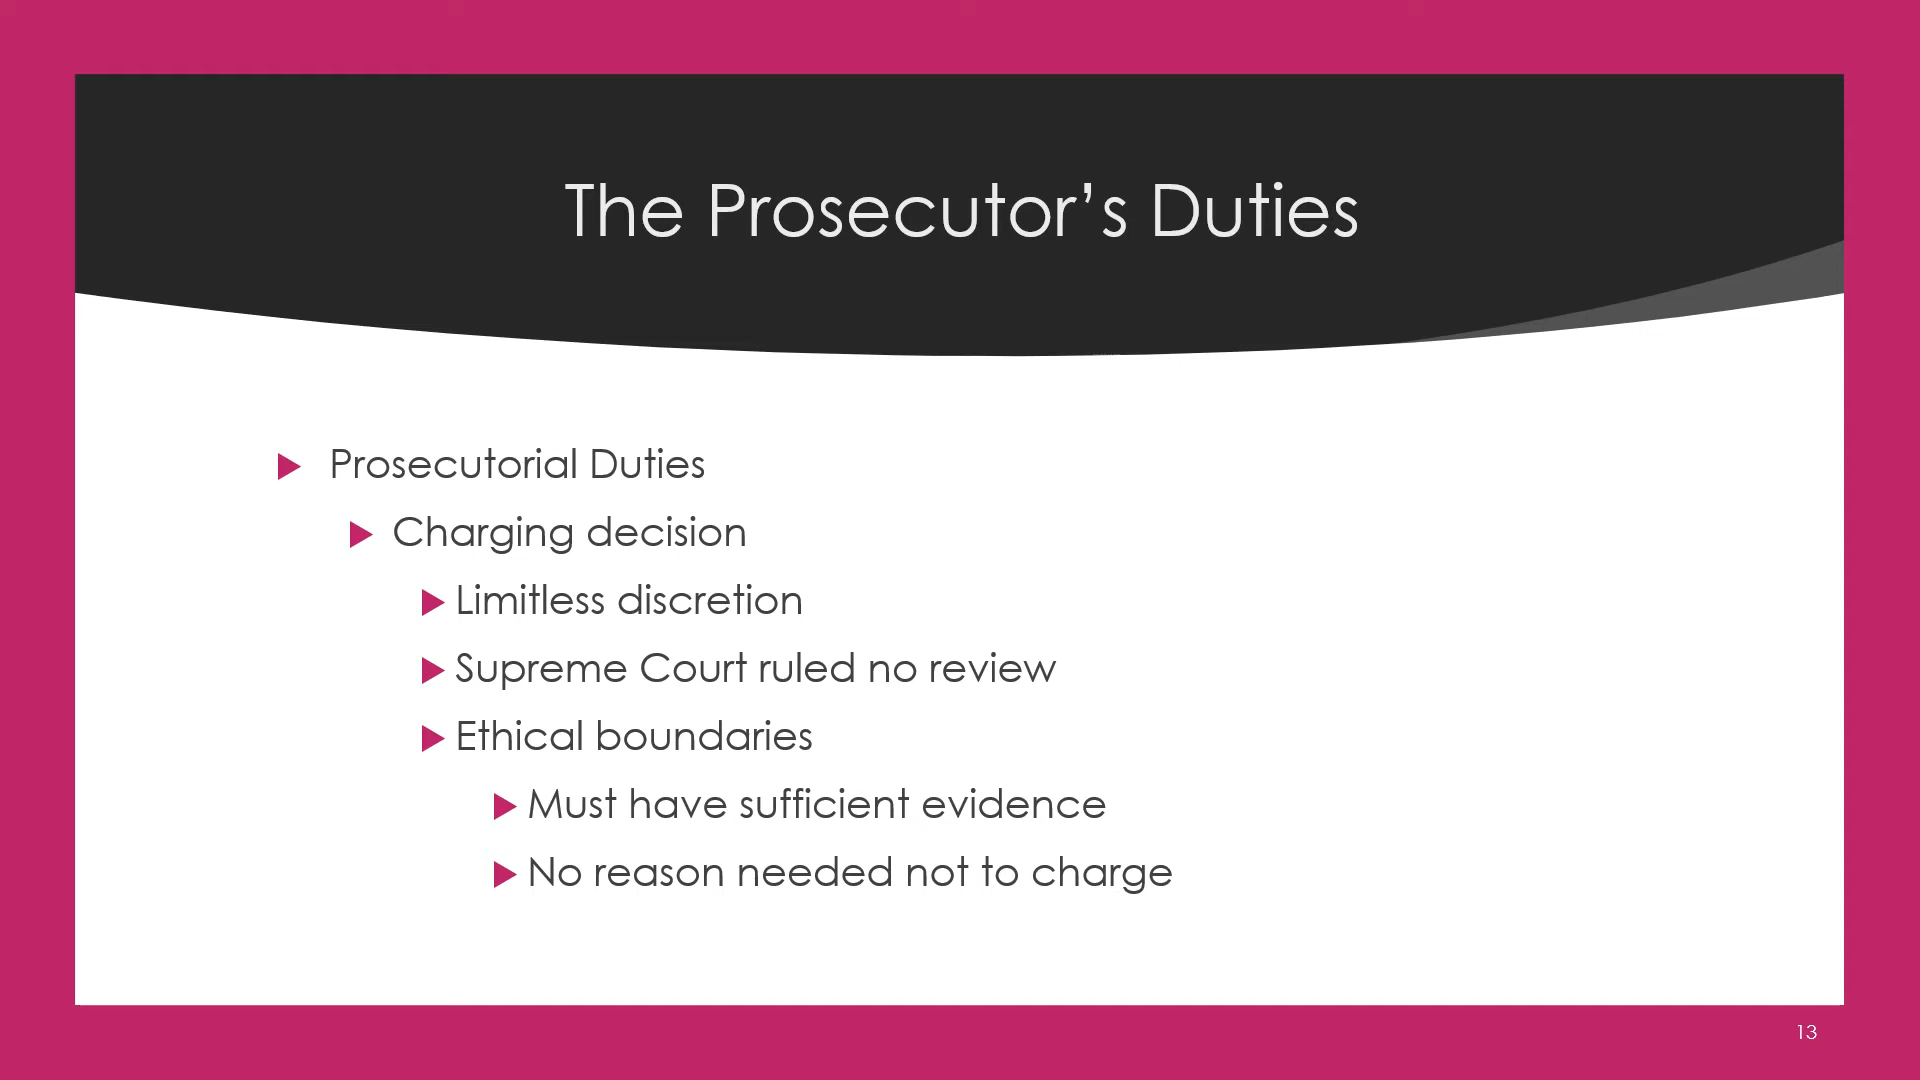 The Prosecutor’s Duties
Prosecutorial Duties
Charging decision
Limitless discretion
Supreme Court ruled no review
Ethical boundaries
Must have sufficient evidence
No reason needed not to charge
13